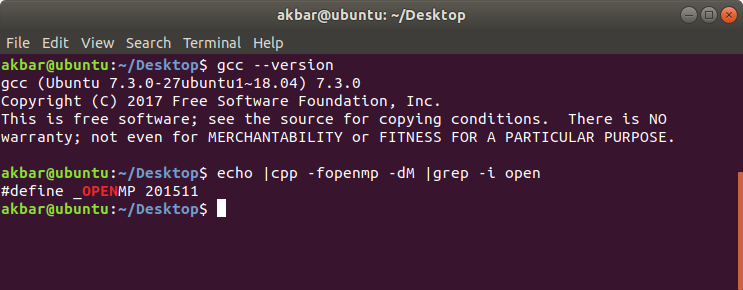 akbar@ubuntu: ~/Desktop
File Edit View Search Terminal Help
akbar@ubuntu:~/Desktop$ gcc --version
gcc (Ubuntu 7.3.0-27ubuntu1~18.04) 7.3.0
Copyright (C) 2017 Free Software Foundation, Inc.
This is free software; see the source for copying conditions.  There is NO
warranty; not even for MERCHANTABILITY or FITNESS FOR A PARTICULAR PURPOSE.
akbar@ubuntu:~/Desktop$ echo |cpp -fopenmp -dM |grep -i open
#define _OPENMP 201511
akbar@ubuntu:~/Desktop$